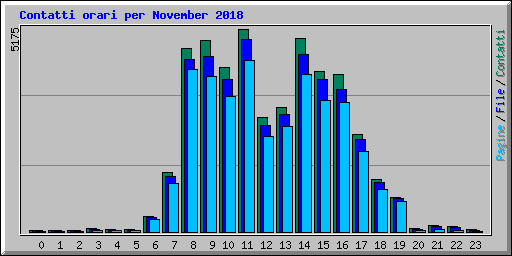 Contatti orari per November 2018
5175
Pagine / File / Contatti
0 1 2 3 4 5 6 7 8 9 10 11 12 13 14 15 16 17 18 19 20 21 22 23